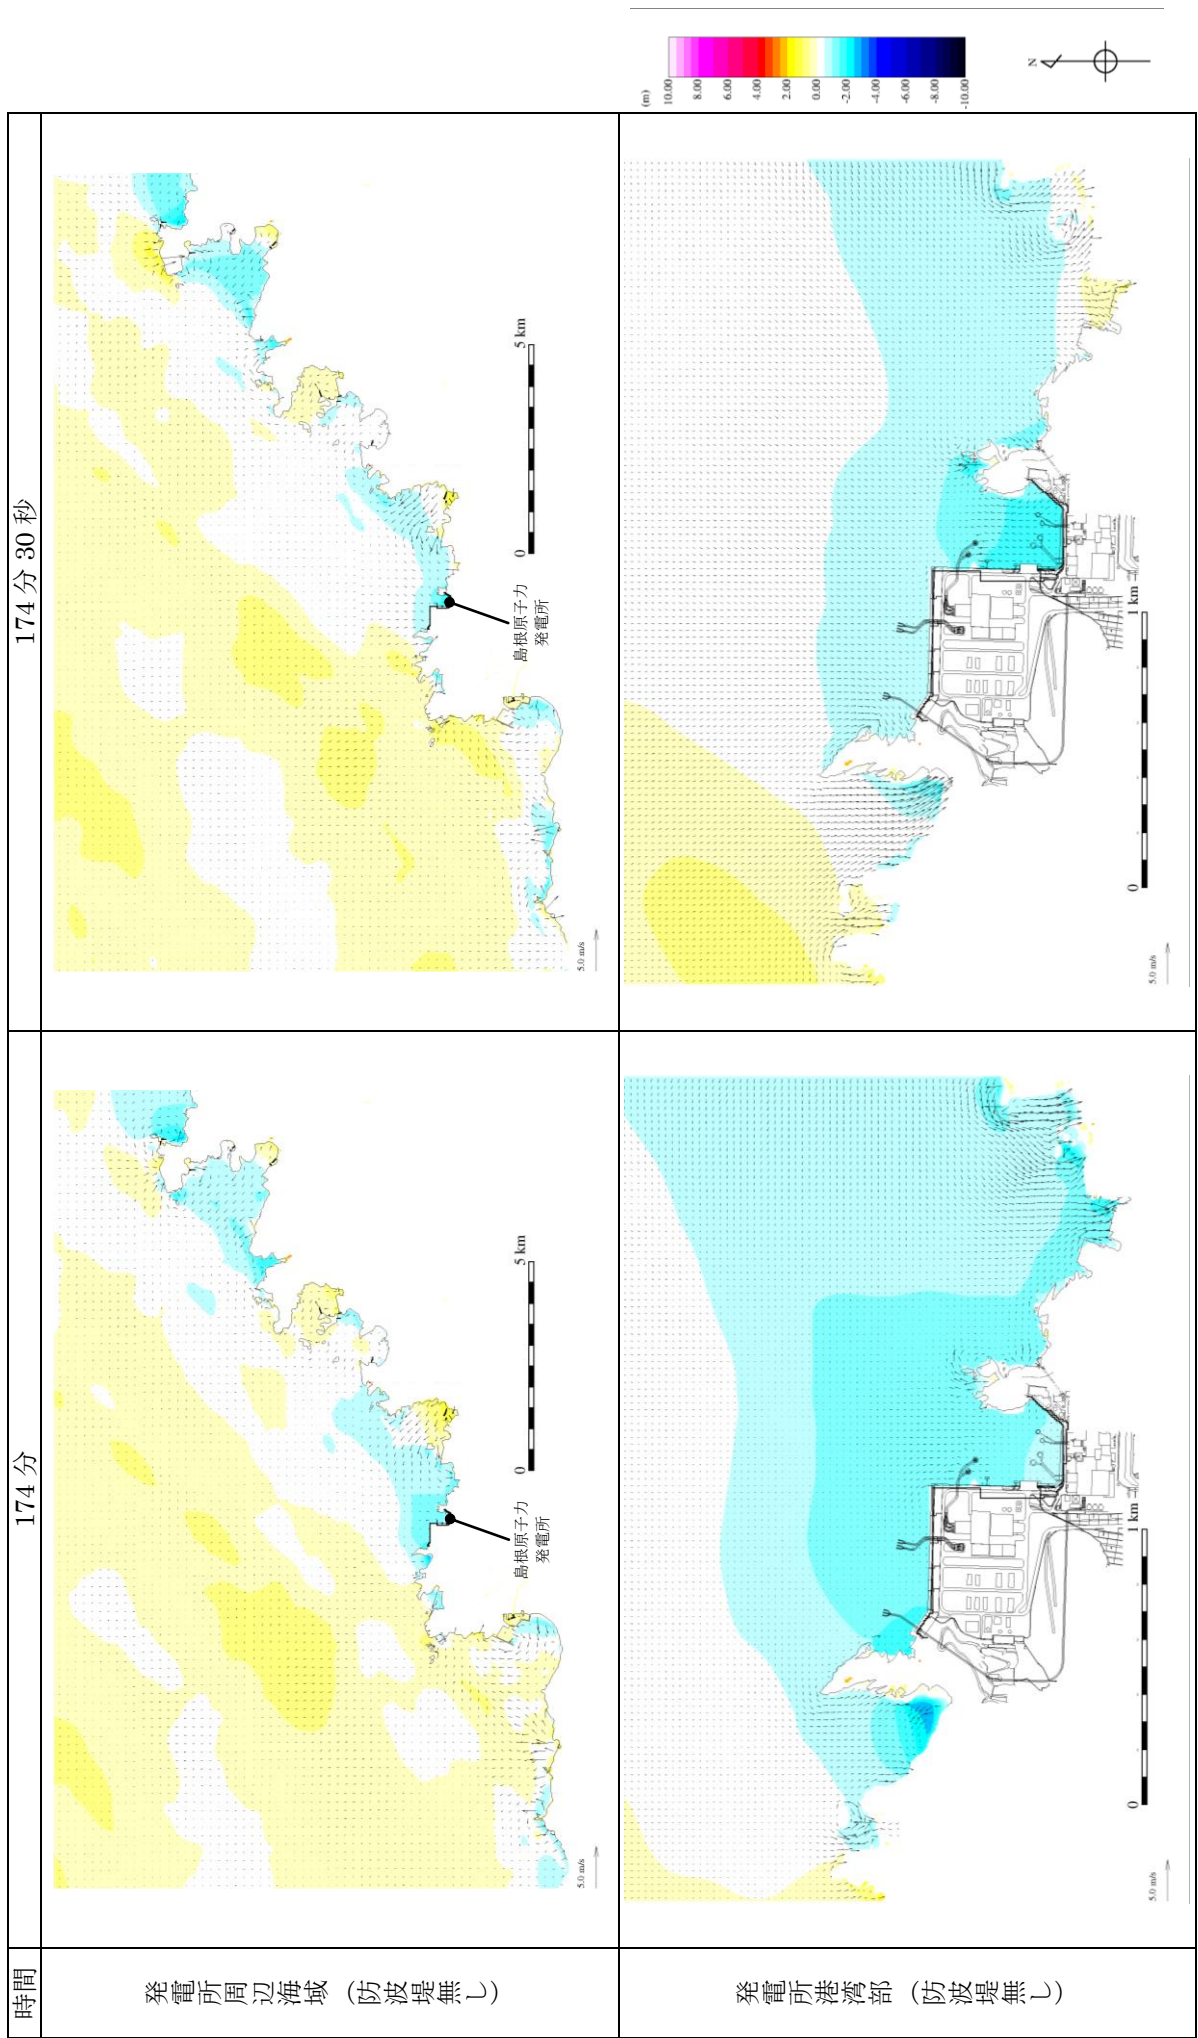 時間
174分
174分30秒
発電所周辺海域（防波堤無し）
島根原子力
発電所
0
5 km
5.0 m/s
島根原子力
発電所
0
5 km
5.0 m/s
発電所港湾部（防波堤無し）
0
1 km
5.0 m/s
0
1 km
5.0 m/s
(m)
10.00
8.00
6.00
4.00
2.00
0.00
-2.00
-4.00
-6.00
-8.00
-10.00
N